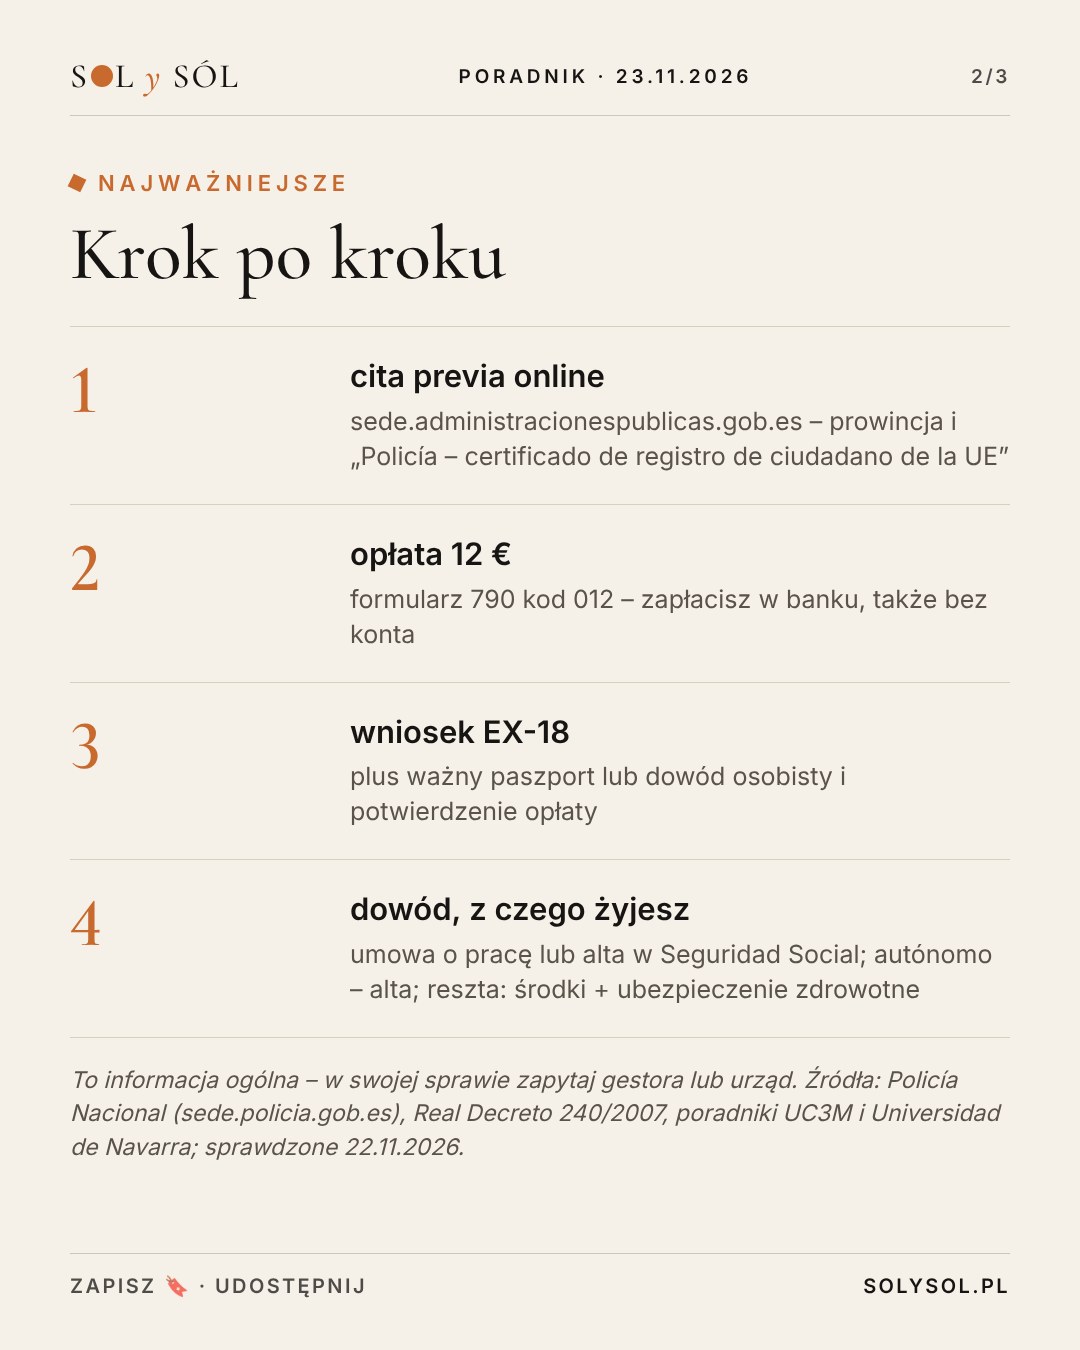 SOL y SÓL
PORADNIK · 23.11.2026
2/3
NAJWAŻNIEJSZE
Krok po kroku
1
cita previa online
sede.administracionespublicas.gob.es – prowincja i
„Policía – certificado de registro de ciudadano de la UE”
2
opłata 12 €
formularz 790 kod 012 – zapłacisz w banku, także bez
konta
3
wniosek EX-18
plus ważny paszport lub dowód osobisty i
potwierdzenie opłaty
4
dowód, z czego żyjesz
umowa o pracę lub alta w Seguridad Social; autónomo
– alta; reszta: środki + ubezpieczenie zdrowotne
To informacja ogólna – w swojej sprawie zapytaj gestora lub urząd. Źródła: Policía
Nacional (sede.policia.gob.es), Real Decreto 240/2007, poradniki UC3M i Universidad
de Navarra; sprawdzone 22.11.2026.
ZAPISZ 🔖 · UDOSTĘPNIJ
SOLYSOL.PL